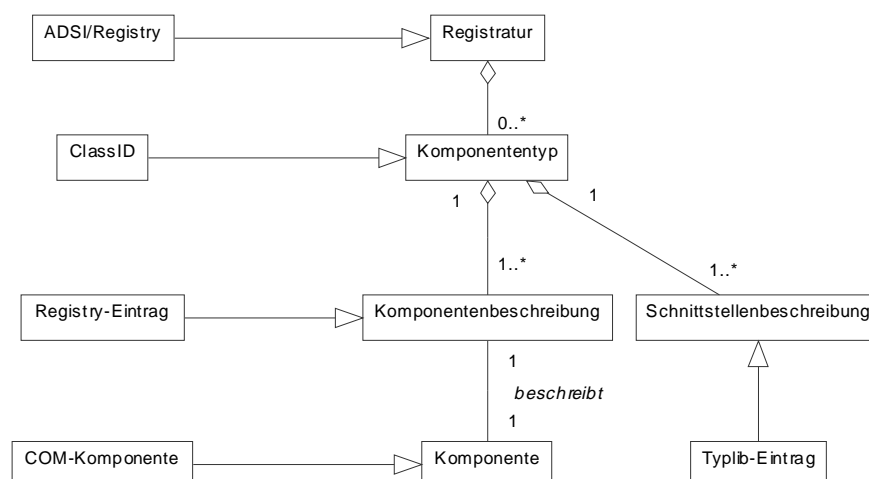 ADSI/Registry
Registratur
0..*
ClassID
Komponententyp
1
1
1..*
1..*
Registry-Eintrag
Komponentenbeschreibung
Schnittstellenbeschreibung
1
beschreibt
1
COM-Komponente
Komponente
Typlib-Eintrag